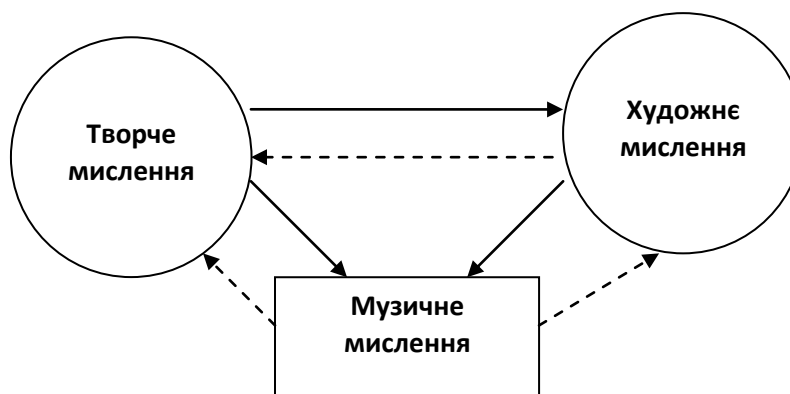 Творче
мислення
Художнє
мислення
Музичне
мислення